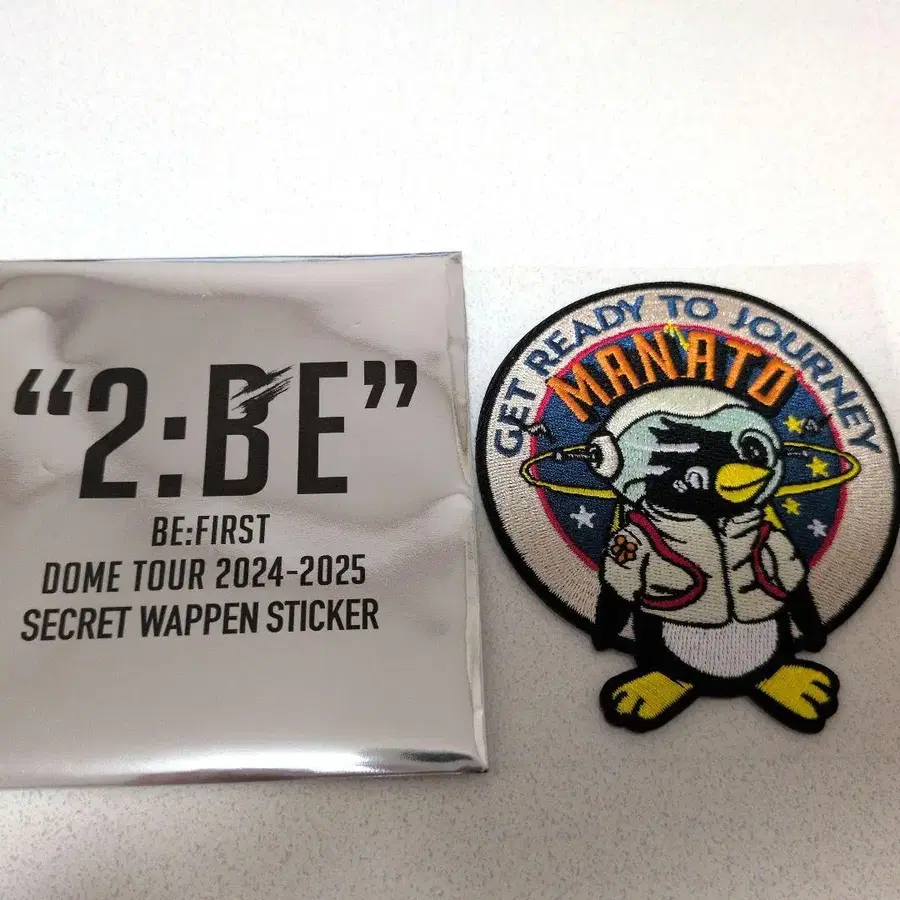 “2:BE”
BE:FIRST
DOME TOUR 2024-2025
SECRET WAPPEN STICKER
GET READY TO JOURNEY
MANATO